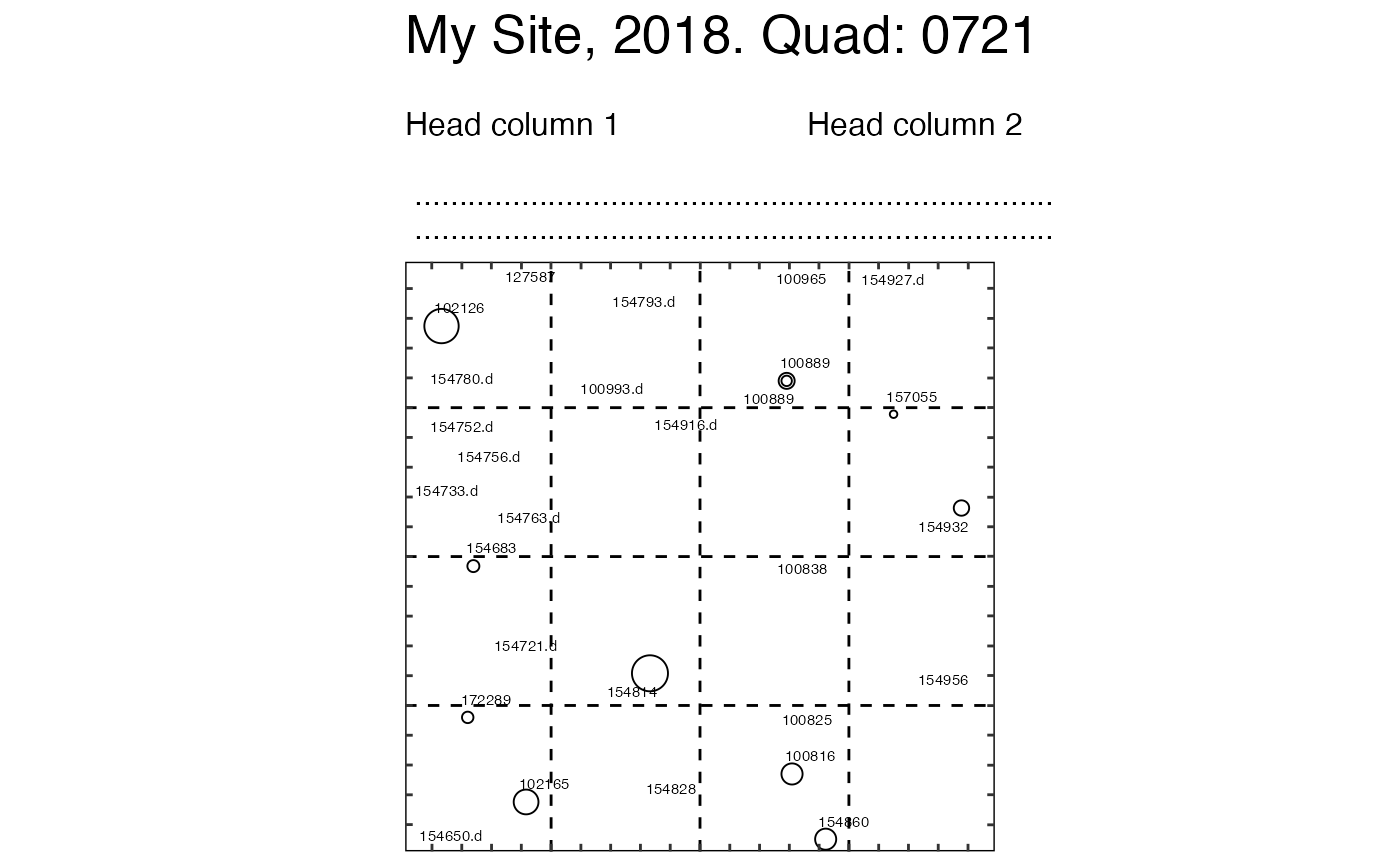 My Site, 2018. Quad: 0721
Head column 1
Head column 2
127587
100965
154927.d
154793.d
102126
100889
154780.d
100993.d
157055
100889
154752.d
154916.d
154756.d
154733.d
154763.d
154932
154683
100838
154721.d
154956
154814
172289
100825
100816
102165
154828
154860
154650.d